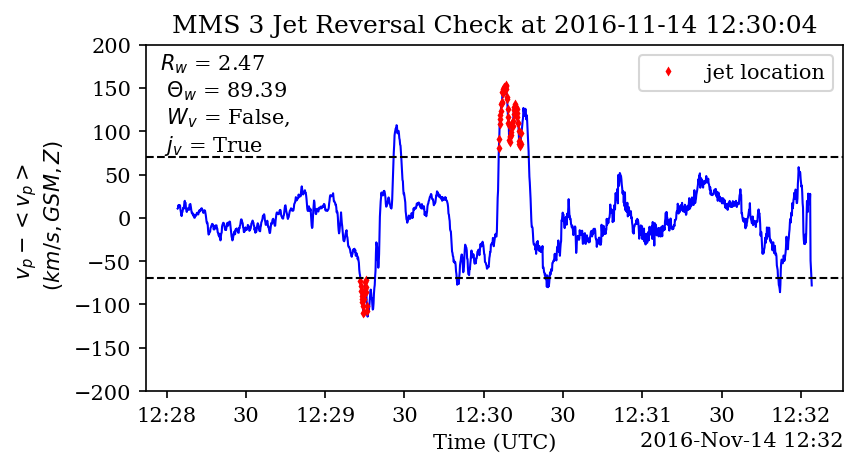 MMS 3 Jet Reversal Check at 2016-11-14 12:30:04
R_w = 2.47
Θ_w = 89.39
W_v = False,
j_v = True
jet location
v_p − <v_p>
(km/s, GSM, Z)
200
150
100
50
0
−50
−100
−150
−200
12:28 30 12:29 30 12:30 30 12:31 30 12:32
Time (UTC)
2016-Nov-14 12:32